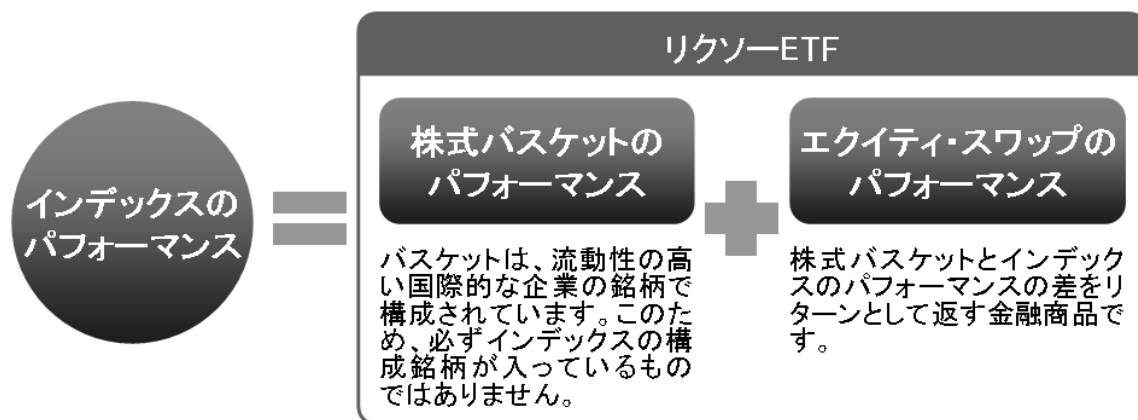 リクソーETF
インデックスの
パフォーマンス
株式バスケットの
パフォーマンス
バスケットは、流動性の高
い国際的な企業の銘柄で
構成されています。このた
め、必ずインデックスの構
成銘柄が入っているもの
ではありません。
エクイティ・スワップの
パフォーマンス
株式バスケットとインデック
スのパフォーマンスの差をリ
ターンとして返す金融商品で
す。